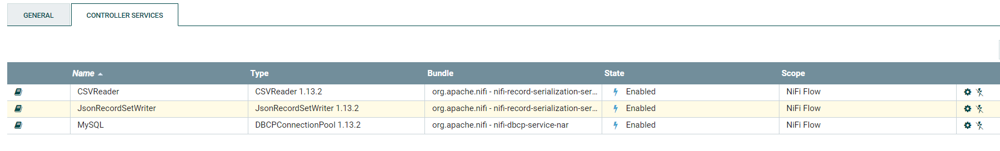 GENERAL CONTROLLER SERVICES
Name Type Bundle State Scope
CSVReader CSVReader 1.13.2 org.apache.nifi - nifi-record-serialization-ser... Enabled NiFi Flow
JsonRecordSetWriter JsonRecordSetWriter 1.13.2 org.apache.nifi - nifi-record-serialization-ser... Enabled NiFi Flow
MySQL DBCPConnectionPool 1.13.2 org.apache.nifi - nifi-dbcp-service-nar Enabled NiFi Flow